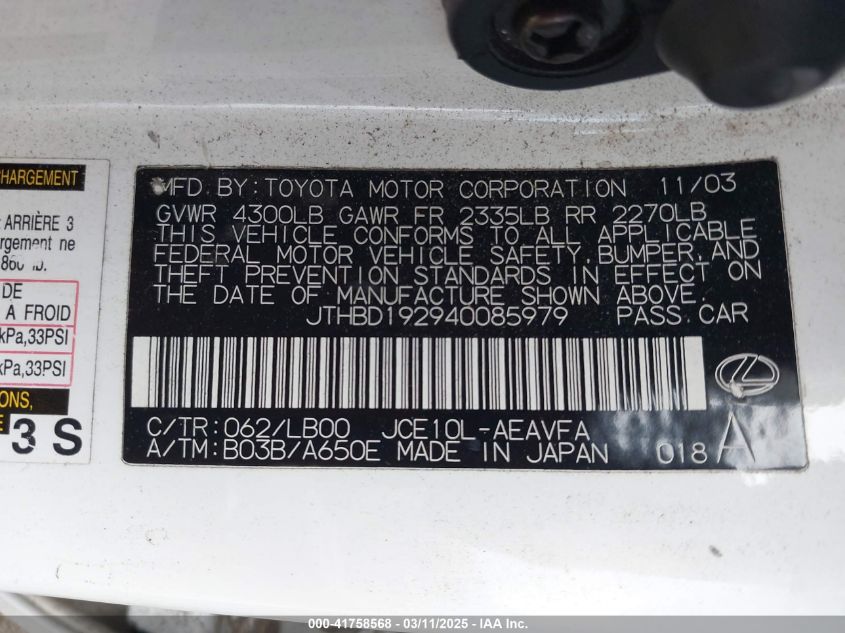 CHARGEMENT
ARRIÈRE 3
ne
DE
A FROID
kPa,33PSI
kPa,33PSI
3 S
MFD BY: TOYOTA MOTOR CORPORATION 11/03
GVWR 4300LB GAWR FR 2335LB RR 2270LB
THIS VEHICLE CONFORMS TO ALL APPLICABLE
FEDERAL MOTOR VEHICLE SAFETY, BUMPER, AND
THEFT PREVENTION STANDARDS IN EFFECT ON
THE DATE OF MANUFACTURE SHOWN ABOVE.
JTHBD192940085979 PASS. CAR
C/TR: 062/LB00 JCE10L-AEAVFA
A/TM: B03B/A650E MADE IN JAPAN 018 A
000-41758568 - 03/11/2025 - IAA Inc.